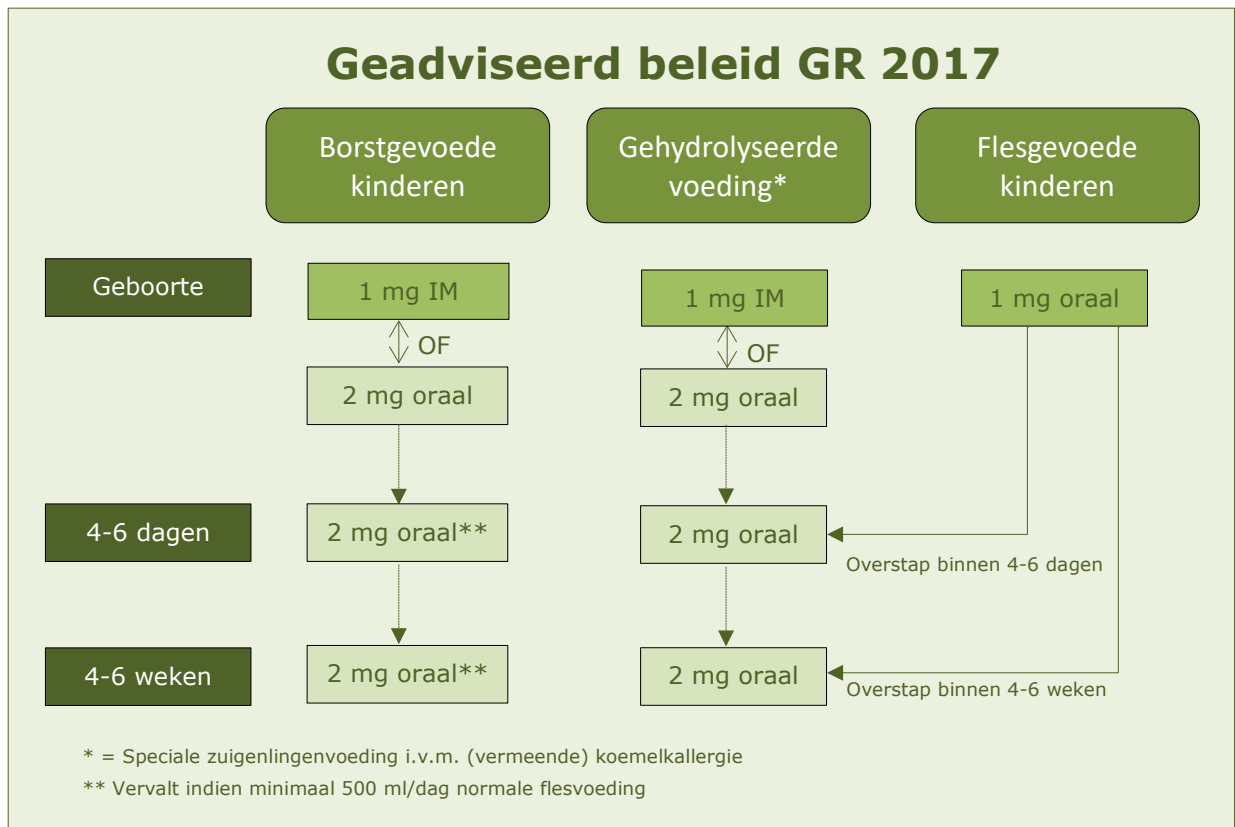 Geadviseerd beleid GR 2017
Borstgevoede
kinderen
Gehydrolyseerde
voeding*
Flesgevoede
kinderen
Geboorte
1 mg IM
1 mg IM
1 mg oraal
OF
OF
2 mg oraal
2 mg oraal
4-6 dagen
2 mg oraal**
2 mg oraal
Overstap binnen 4-6 dagen
4-6 weken
2 mg oraal**
2 mg oraal
Overstap binnen 4-6 weken
* = Speciale zuigenlingenvoeding i.v.m. (vermeende) koemelkallergie
** Vervalt indien minimaal 500 ml/dag normale flesvoeding